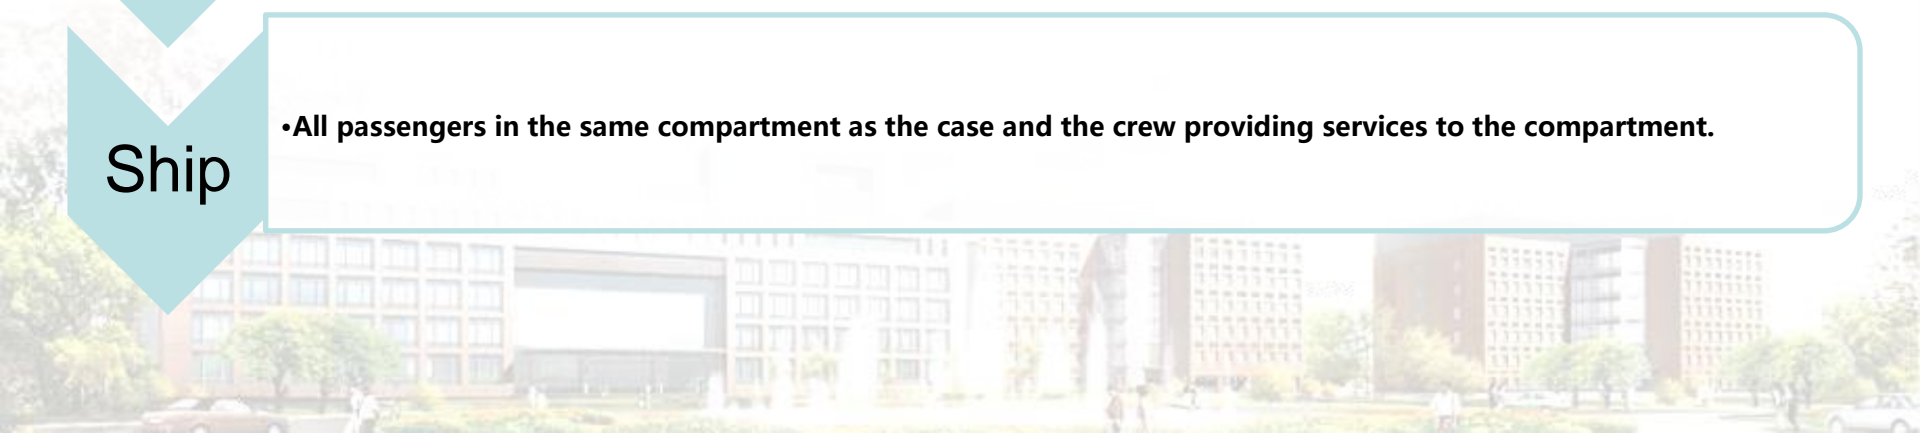 Ship
•All passengers in the same compartment as the case and the crew providing services to the compartment.